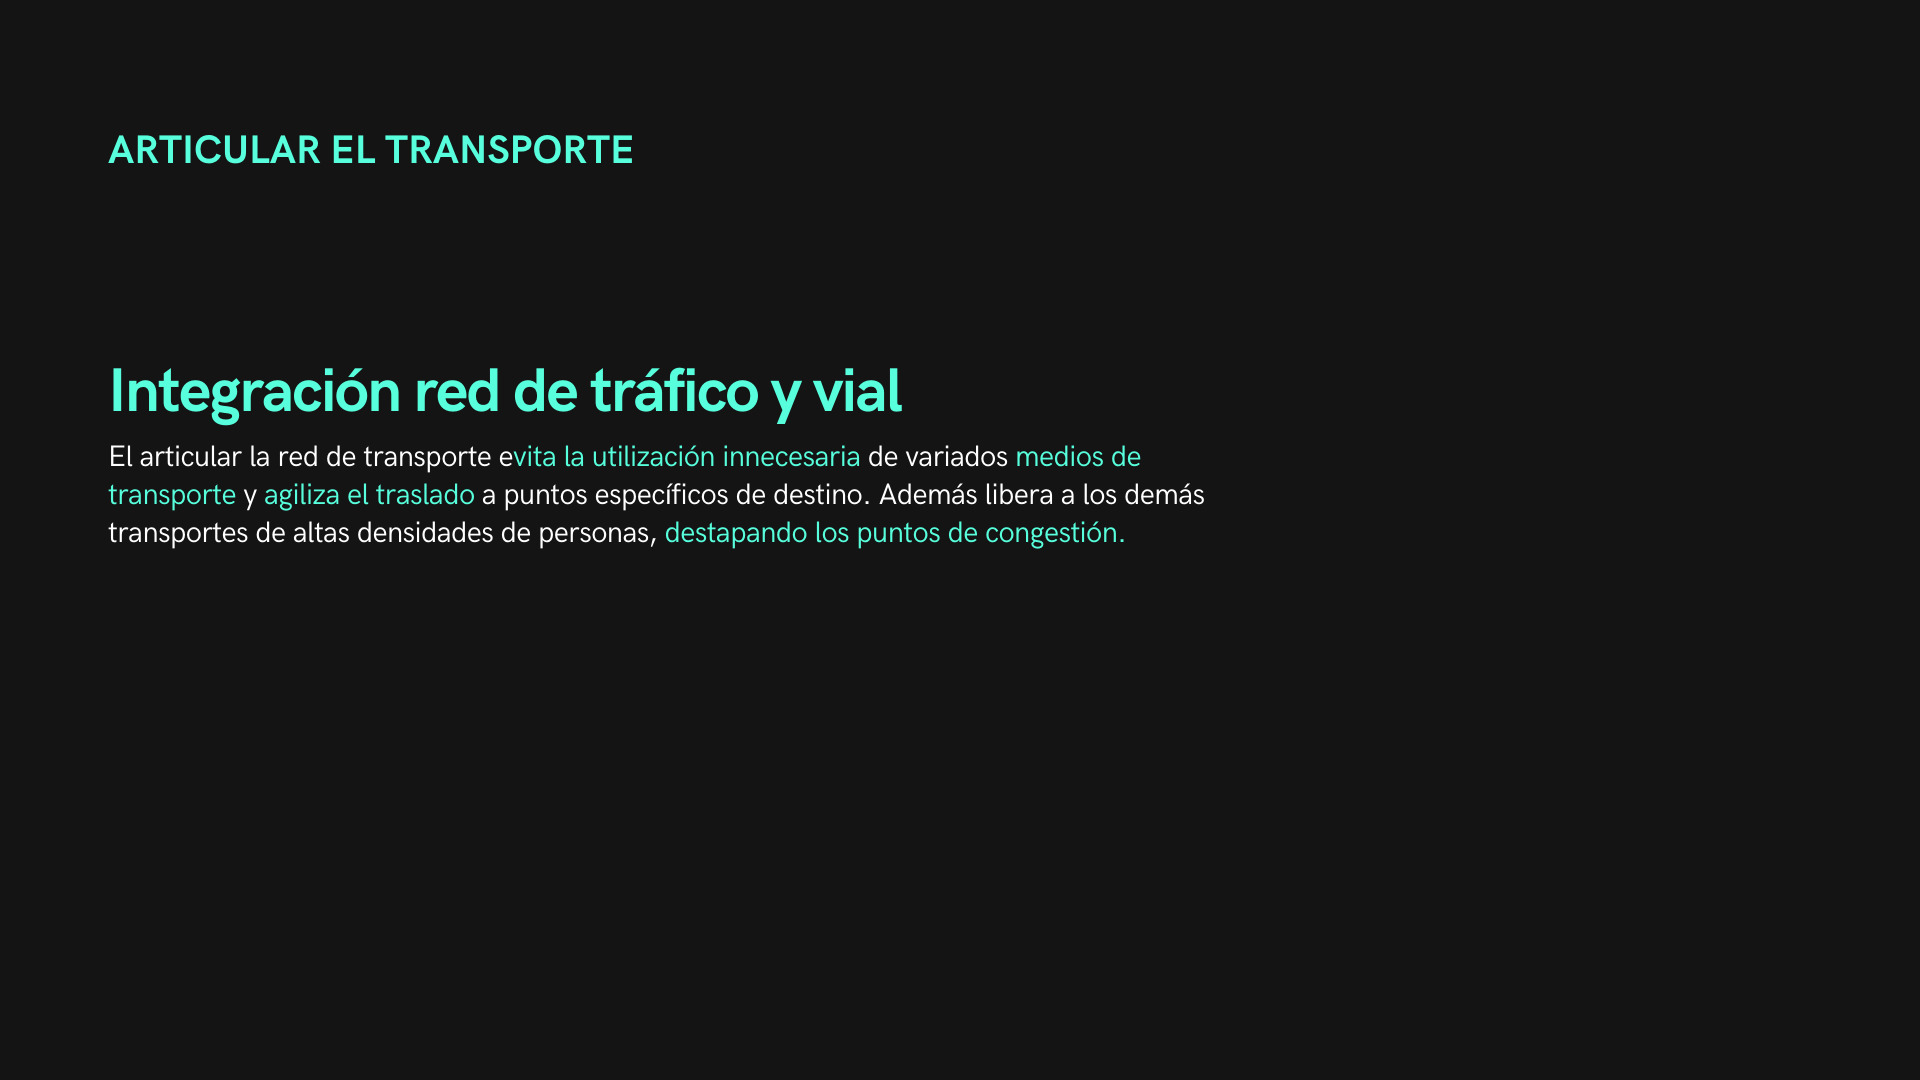 ARTICULAR EL TRANSPORTE
Integración red de tráfico y vial
El articular la red de transporte evita la utilización innecesaria de variados medios de
transporte y agiliza el traslado a puntos específicos de destino. Además libera a los demás
transportes de altas densidades de personas, destapando los puntos de congestión.